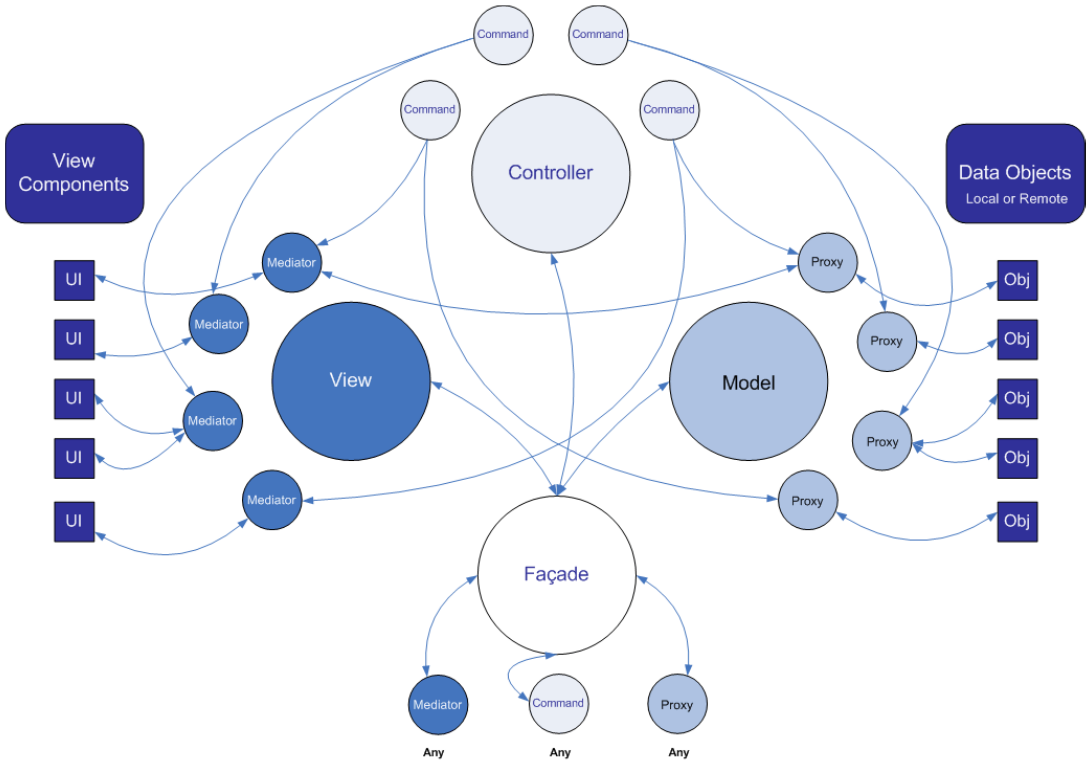 Command
Command
Command
Command
View
Components
Controller
Data Objects
Local or Remote
Mediator
Proxy
UI
Obj
Mediator
UI
Proxy
Obj
View
Model
UI
Obj
Mediator
Proxy
UI
Obj
Mediator
Proxy
UI
Obj
Façade
Mediator
Command
Proxy
Any
Any
Any